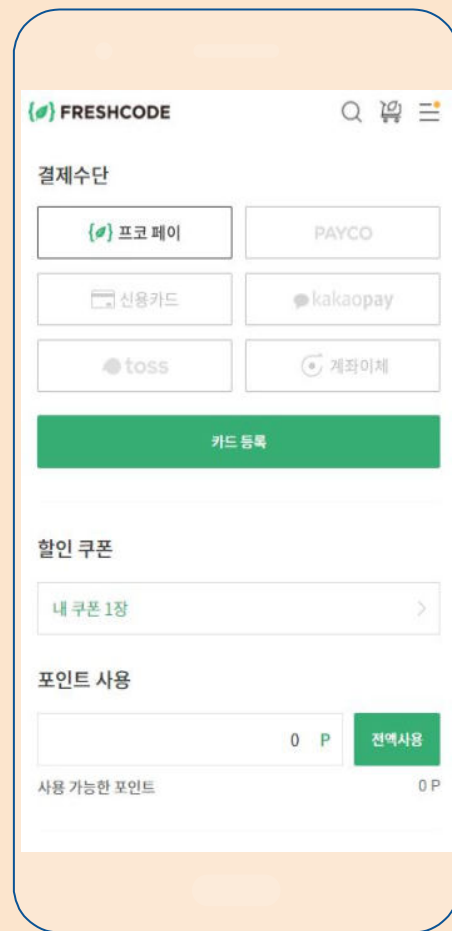 FRESHCODE
결제수단
프코 페이
PAYCO
신용카드
kakaopay
toss
계좌이체
카드 등록
할인 쿠폰
내 쿠폰 1장
포인트 사용
0 P
전액사용
사용 가능한 포인트 0 P